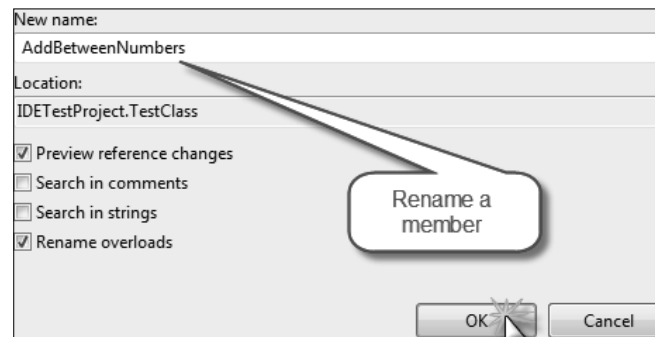 New name:
AddBetweenNumbers
Location:
IDETestProject.TestClass
Preview reference changes
Search in comments
Search in strings
Rename overloads
Rename a
member
OK
Cancel